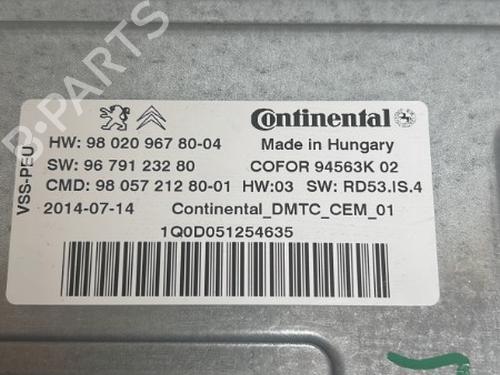 B-PARTS
Continental
HW: 98 020 967 80-04 Made in Hungary
SW: 96 791 232 80 COFOR 94563K 02
CMD: 98 057 212 80-01 HW:03 SW: RD53.IS.4
2014-07-14 Continental_DMTC_CEM_01
1Q0D051254635
VSS-PEU